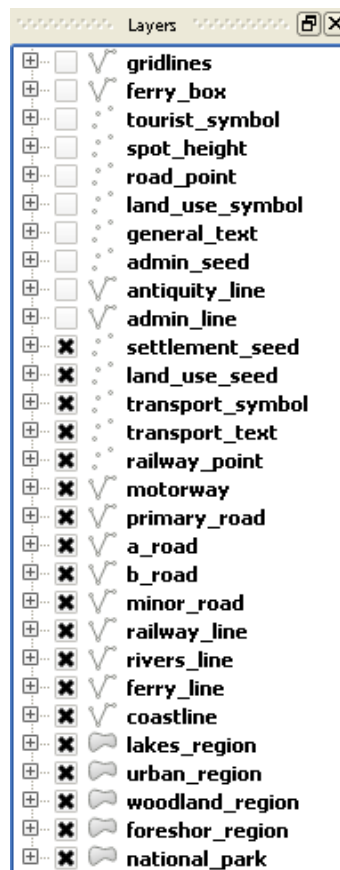 Layers
gridlines
ferry_box
tourist_symbol
spot_height
road_point
land_use_symbol
general_text
admin_seed
antiquity_line
admin_line
settlement_seed
land_use_seed
transport_symbol
transport_text
railway_point
motorway
primary_road
a_road
b_road
minor_road
railway_line
rivers_line
ferry_line
coastline
lakes_region
urban_region
woodland_region
foreshor_region
national_park